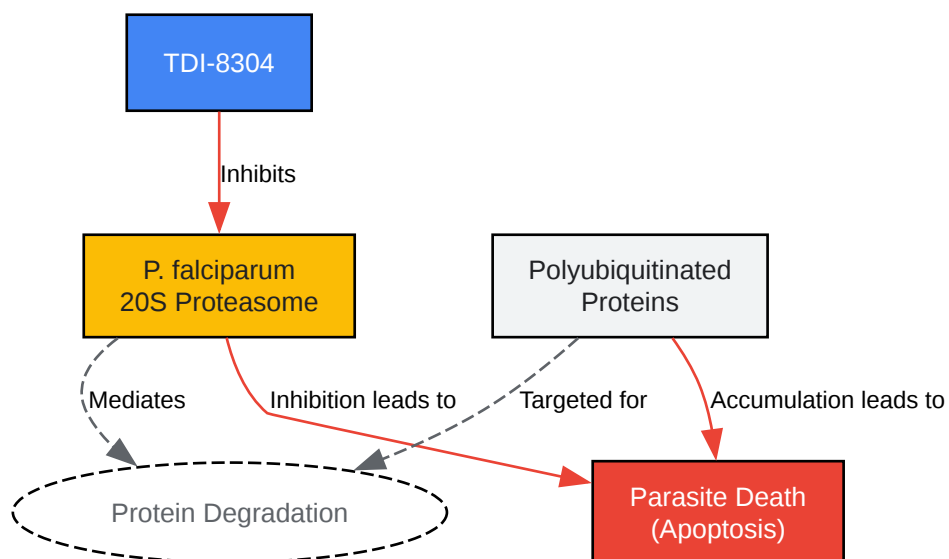 TDI-8304
Inhibits
P. falciparum
20S Proteasome
Polyubiquitinated
Proteins
Mediates
Inhibition leads to
Targeted for
Accumulation leads to
Protein Degradation
Parasite Death
(Apoptosis)